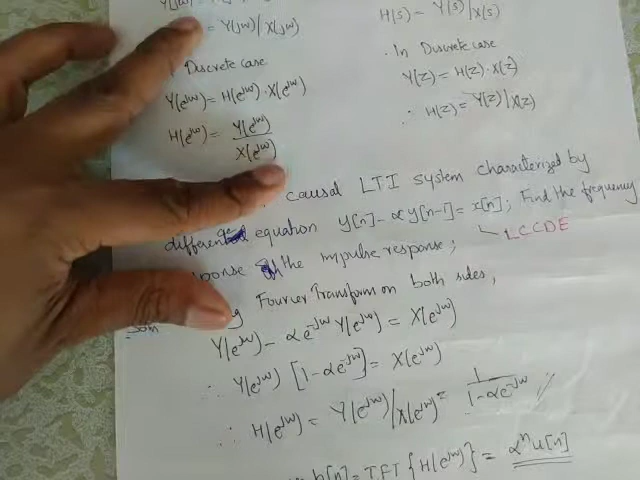 = Y(jω)/X(jω)
H(s) = Y(s)/X(s)
Discrete case
Y(e^jω) = H(e^jω) · X(e^jω)
H(e^jω) = Y(e^jω)/X(e^jω)
. In Discrete case
Y(z) = H(z) · X(z)
∴ H(z) = Y(z)/X(z)
causal LTI system characterized by
equation y[n] - αy[n-1] = x[n]; Find the frequency
LCCDE
the impulse response;
Fourier Transform on both sides,
Soln
Y(e^jω) - αe^-jω Y(e^jω) = X(e^jω)
∴ Y(e^jω) [1-αe^-jω] = X(e^jω)
∴ H(e^jω) = Y(e^jω)/X(e^jω) = 1/(1-αe^-jω) //
h[n] = IFT {H(e^jω)} = α^n u[n]